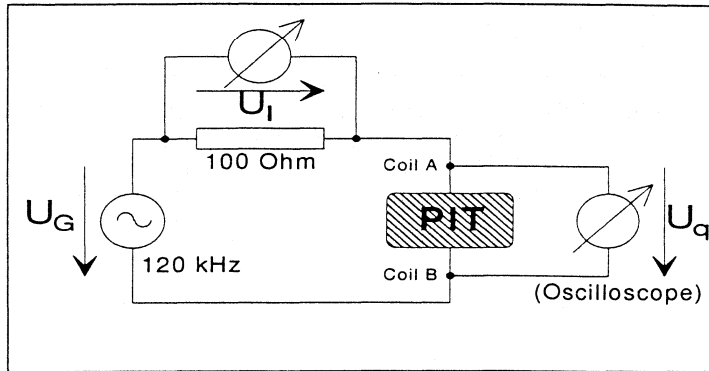 U_I
100 Ohm
Coil A
U_G
PIT
U_q
120 kHz
Coil B
(Oscilloscope)